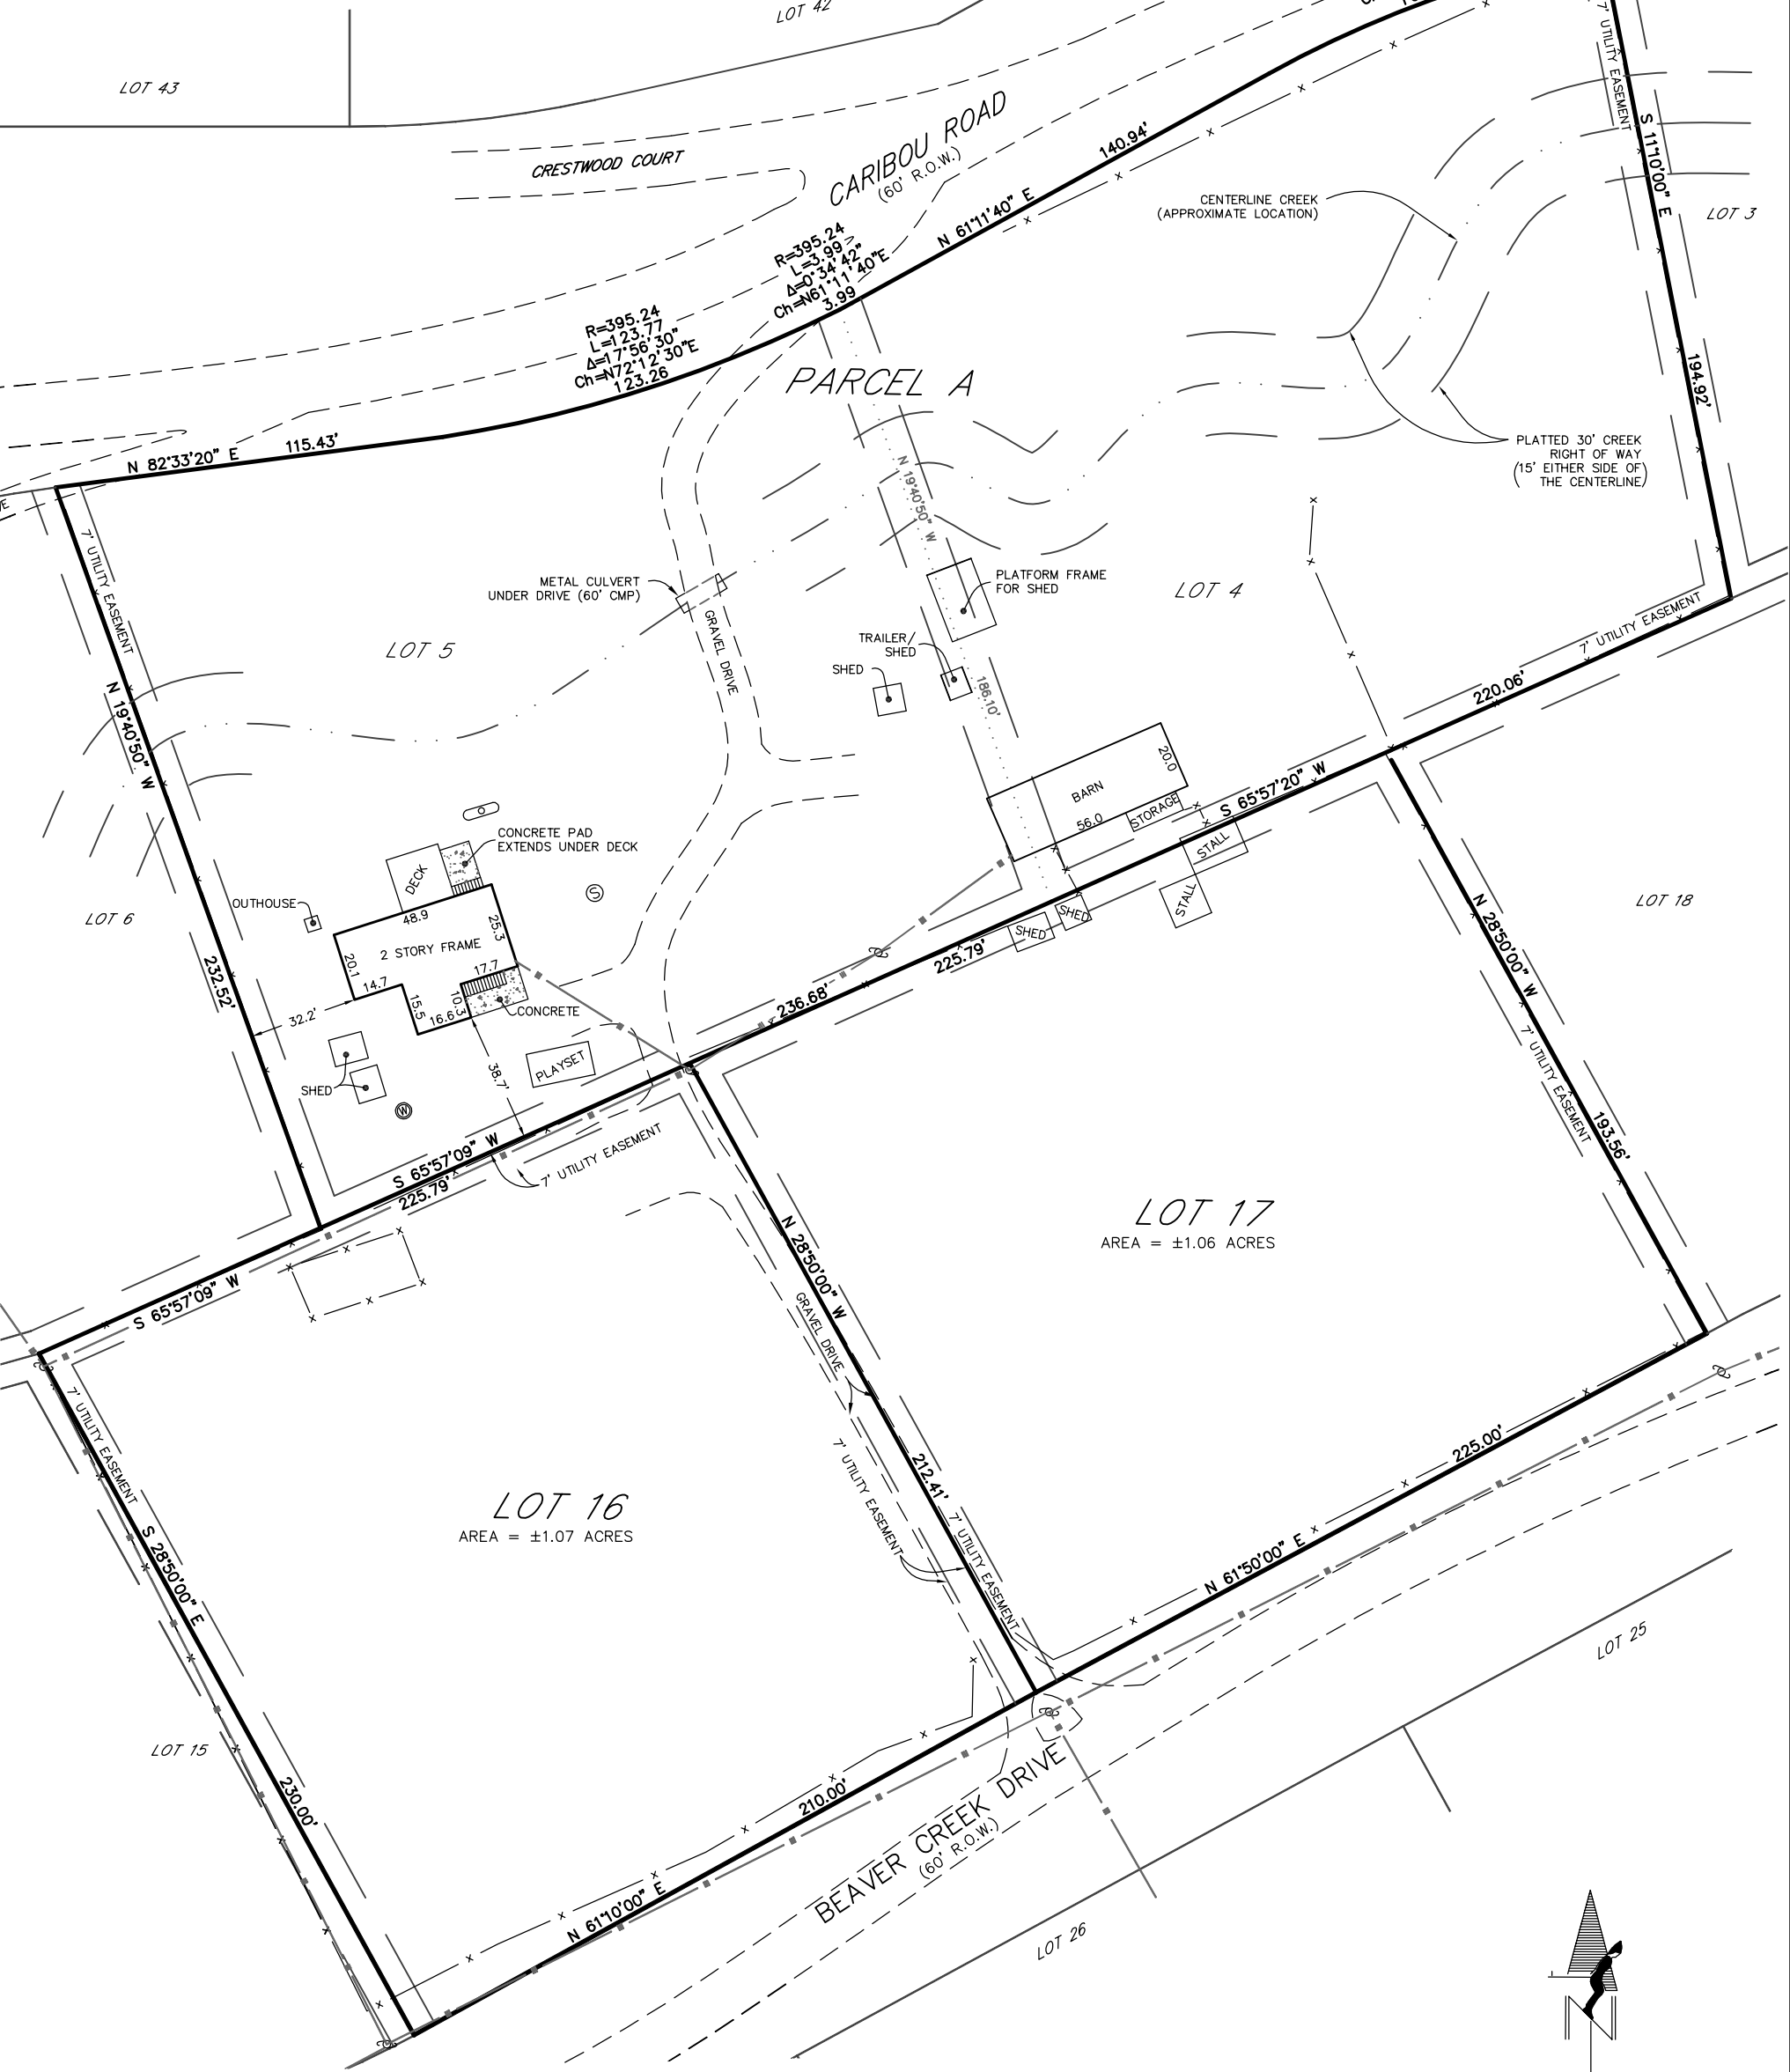 LOT 42
LOT 43
CRESTWOOD COURT
CARIBOU ROAD
(60' R.O.W.)
140.94'
N 61°11'40" E
7' UTILITY EASEMENT
S 11°10'00" E
LOT 3
CENTERLINE CREEK
(APPROXIMATE LOCATION)
R=395.24
L=3.99
Δ=0°34'42"
Ch=N61°11'40"E
3.99
R=395.24
L=123.77
Δ=17°56'30"
Ch=N72°12'30"E
123.26
PARCEL A
194.92'
N 82°33'20" E
115.43'
PLATTED 30' CREEK
RIGHT OF WAY
(15' EITHER SIDE OF
THE CENTERLINE)
N 19°40'50" W
7' UTILITY EASEMENT
METAL CULVERT
UNDER DRIVE (60' CMP)
PLATFORM FRAME
FOR SHED
LOT 4
7' UTILITY EASEMENT
LOT 5
GRAVEL DRIVE
TRAILER/
SHED
SHED
186.10'
220.06'
N 19°40'50" W
BARN
20.0
56.0
STORAGE
S 65°57'20" W
STALL
STALL
SHED
SHED
CONCRETE PAD
EXTENDS UNDER DECK
DECK
S
OUTHOUSE
LOT 6
48.9
25.3
2 STORY FRAME
20.1
14.7
17.7
15.5
10.3
16.6
CONCRETE
232.52'
32.2'
38.7'
PLAYSET
SHED
W
225.79'
236.68'
N 28°50'00" W
LOT 18
7' UTILITY EASEMENT
193.56'
S 65°57'09" W
225.79'
7' UTILITY EASEMENT
LOT 17
AREA = ±1.06 ACRES
N 28°50'00" W
GRAVEL DRIVE
S 65°57'09" W
7' UTILITY EASEMENT
7' UTILITY EASEMENT
212.41'
7' UTILITY EASEMENT
225.00'
N 61°50'00" E
LOT 16
AREA = ±1.07 ACRES
S 28°50'00" E
LOT 15
230.00'
210.00'
N 61°10'00" E
BEAVER CREEK DRIVE
(60' R.O.W.)
LOT 25
LOT 26
N